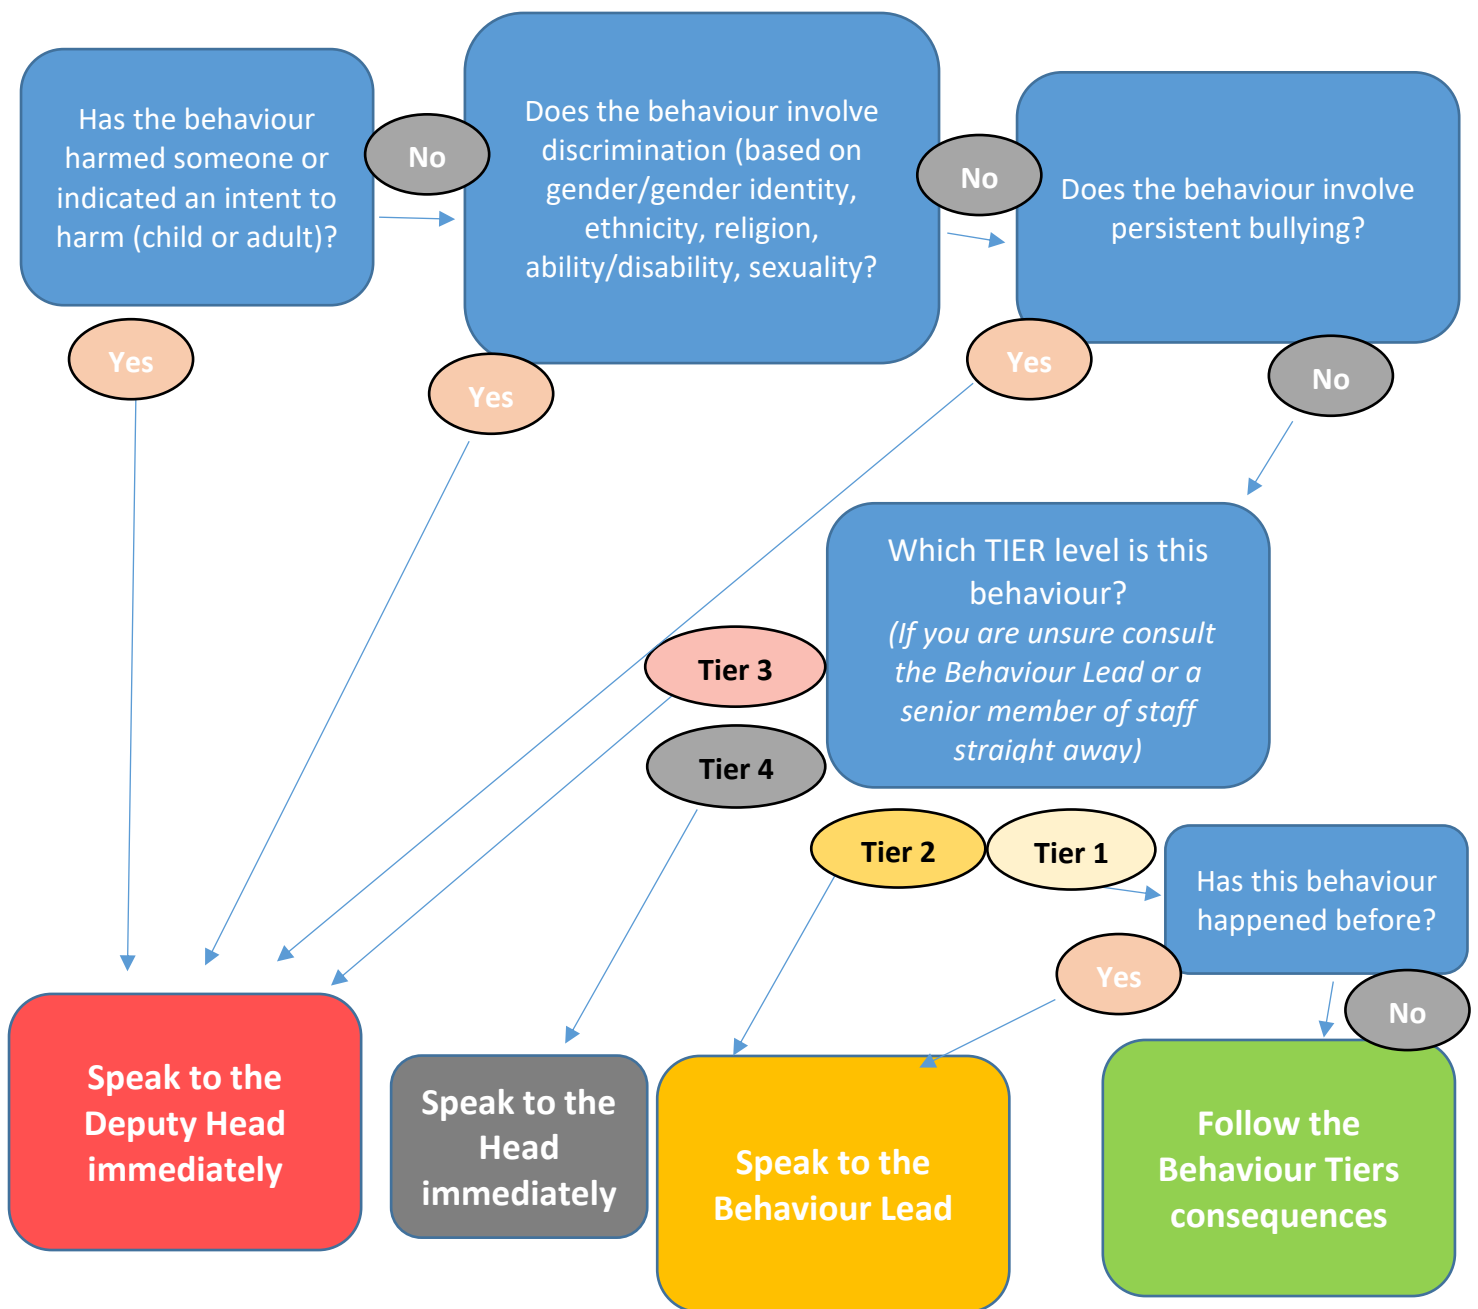 Has the behaviour
harmed someone or
indicated an intent to
harm (child or adult)?
No
Does the behaviour involve
discrimination (based on
gender/gender identity,
ethnicity, religion,
ability/disability, sexuality?
No
Does the behaviour involve
persistent bullying?
Yes
Yes
Yes
No
Which TIER level is this
behaviour?
(If you are unsure consult
the Behaviour Lead or a
senior member of staff
straight away)
Tier 3
Tier 4
Tier 2
Tier 1
Has this behaviour
happened before?
Yes
No
Speak to the
Deputy Head
immediately
Speak to the
Head
immediately
Speak to the
Behaviour Lead
Follow the
Behaviour Tiers
consequences